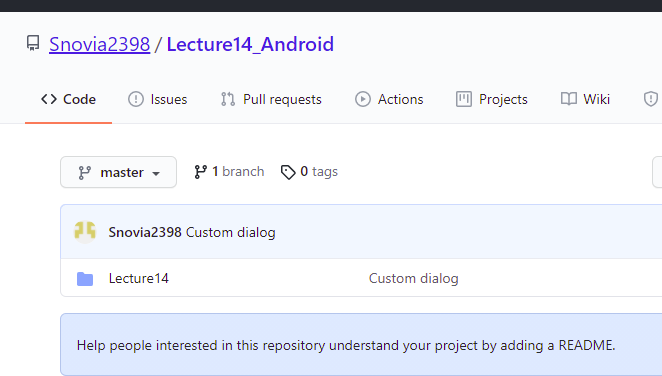 Snovia2398 / Lecture14_Android
<> Code Issues Pull requests Actions Projects Wiki
master 1 branch 0 tags
Snovia2398 Custom dialog
Lecture14 Custom dialog
Help people interested in this repository understand your project by adding a README.